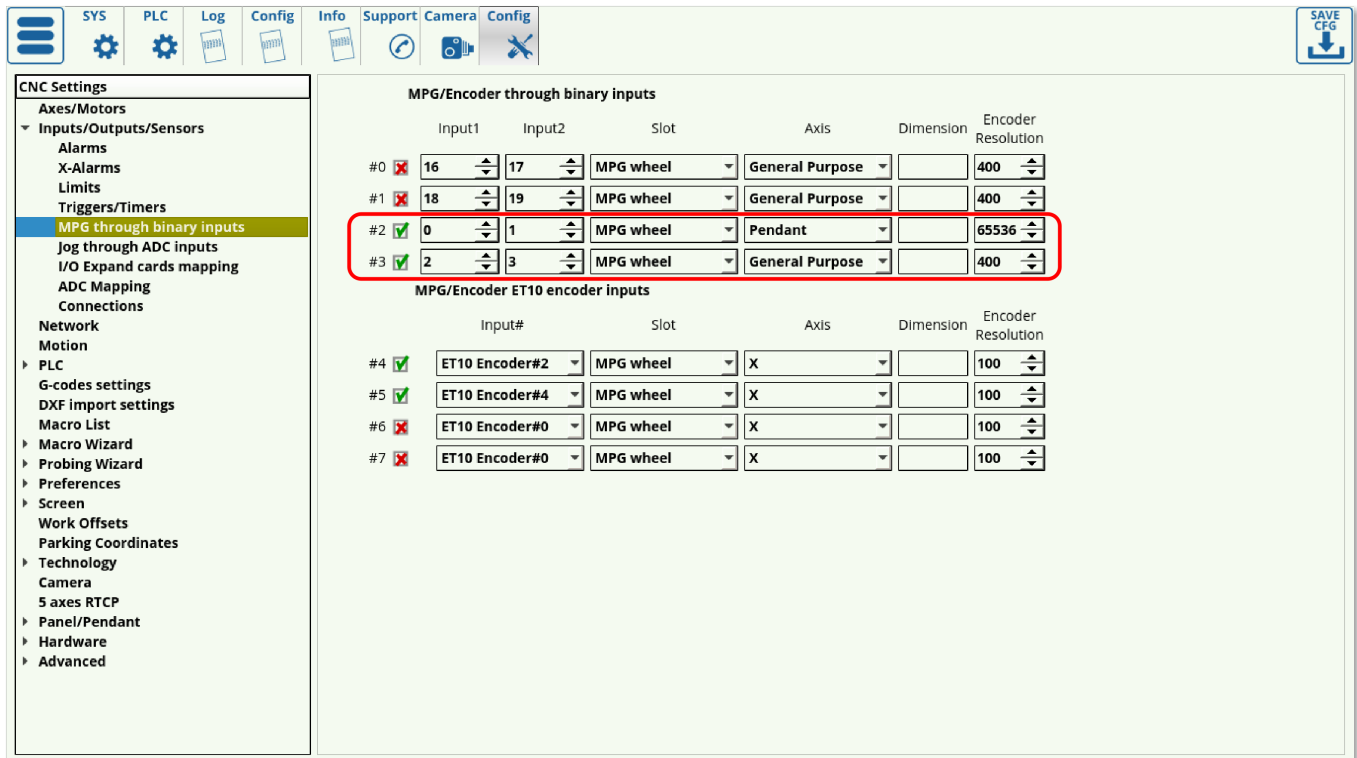 SYS PLC Log Config Info Support Camera Config SAVE
CFG
CNC Settings
Axes/Motors
Inputs/Outputs/Sensors
Alarms
X-Alarms
Limits
Triggers/Timers
MPG through binary inputs
Jog through ADC inputs
I/O Expand cards mapping
ADC Mapping
Connections
Network
Motion
PLC
G-codes settings
DXF import settings
Macro List
Macro Wizard
Probing Wizard
Preferences
Screen
Work Offsets
Parking Coordinates
Technology
Camera
5 axes RTCP
Panel/Pendant
Hardware
Advanced
MPG/Encoder through binary inputs
Input1 Input2 Slot Axis Dimension Encoder
Resolution
#0 16 17 MPG wheel General Purpose 400
#1 18 19 MPG wheel General Purpose 400
#2 0 1 MPG wheel Pendant 65536
#3 2 3 MPG wheel General Purpose 400
MPG/Encoder ET10 encoder inputs
Input# Slot Axis Dimension Encoder
Resolution
#4 ET10 Encoder#2 MPG wheel X 100
#5 ET10 Encoder#4 MPG wheel X 100
#6 ET10 Encoder#0 MPG wheel X 100
#7 ET10 Encoder#0 MPG wheel X 100